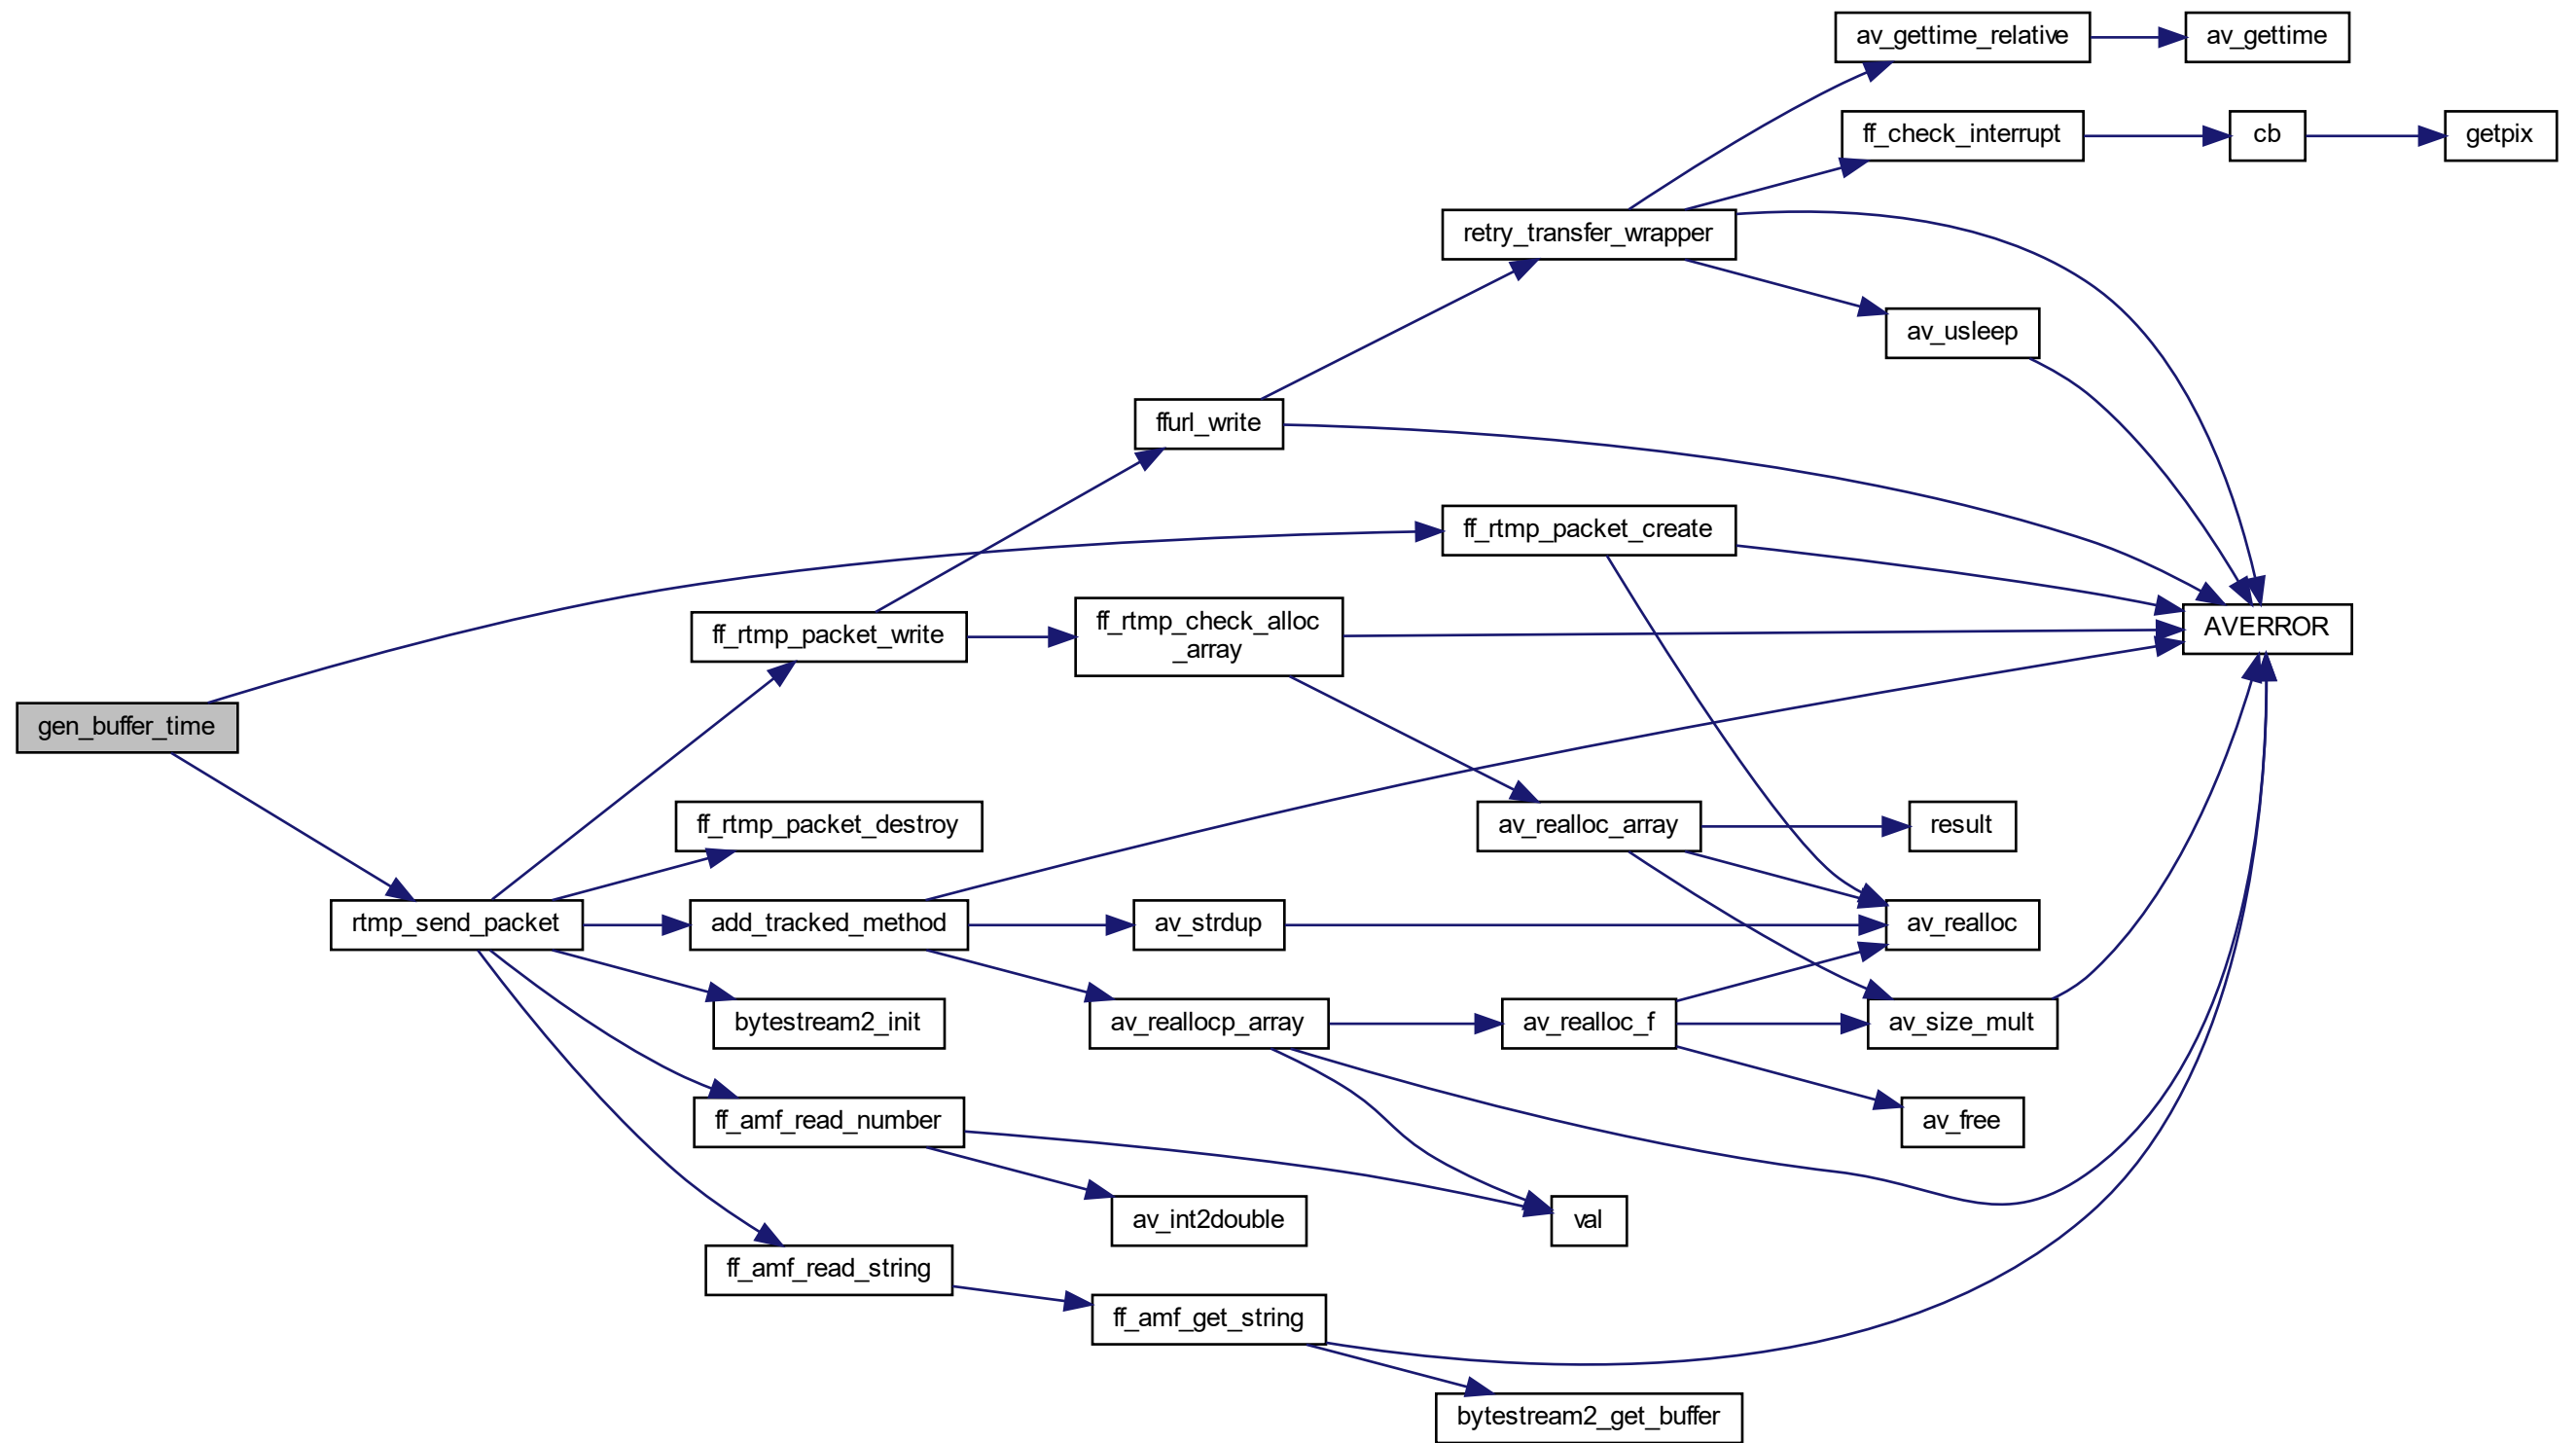 av_gettime_relative
av_gettime
ff_check_interrupt
cb
getpix
retry_transfer_wrapper
av_usleep
ffurl_write
ff_rtmp_packet_create
ff_rtmp_packet_write
ff_rtmp_check_alloc
_array
AVERROR
gen_buffer_time
ff_rtmp_packet_destroy
av_realloc_array
result
rtmp_send_packet
add_tracked_method
av_strdup
av_realloc
bytestream2_init
av_reallocp_array
av_realloc_f
av_size_mult
ff_amf_read_number
av_free
av_int2double
val
ff_amf_read_string
ff_amf_get_string
bytestream2_get_buffer